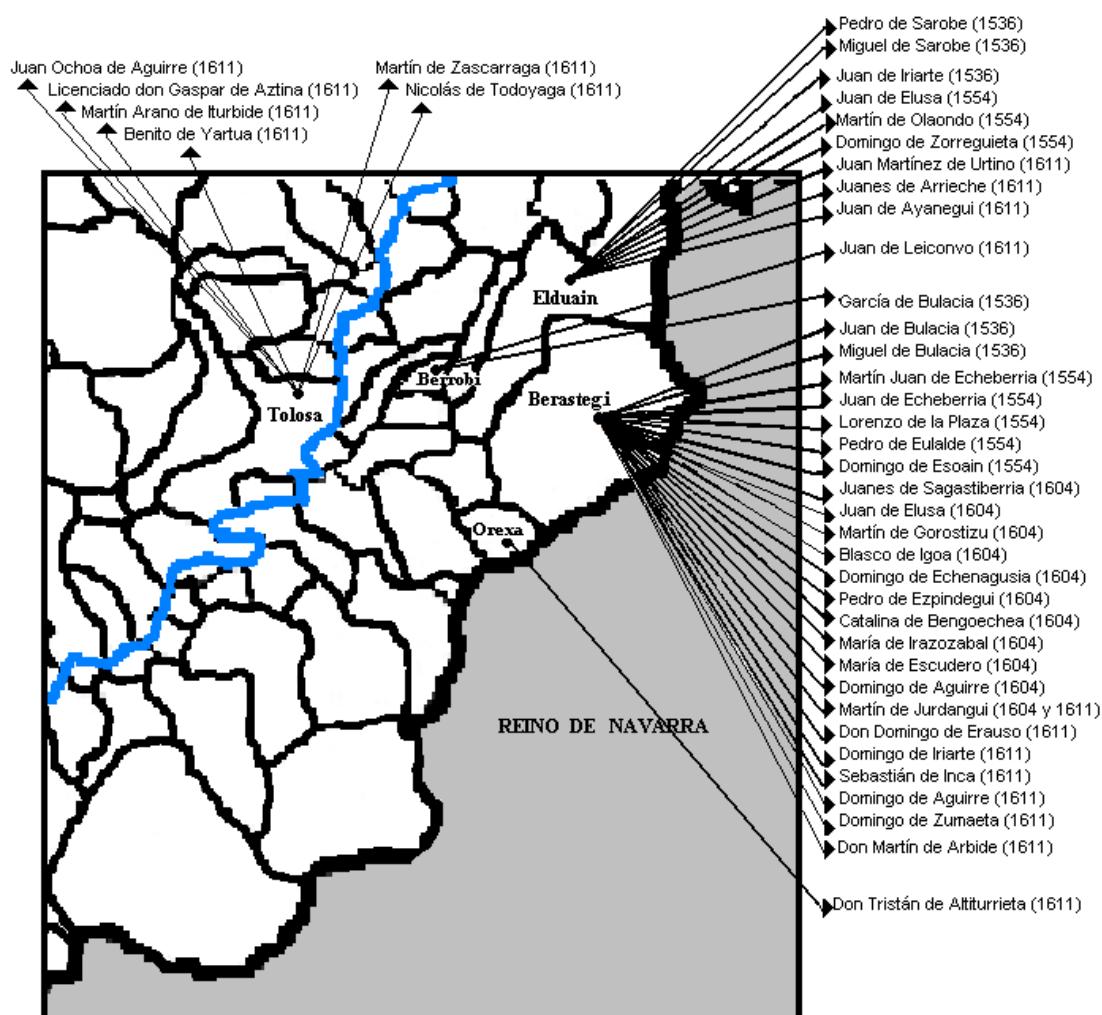 Juan Ochoa de Aguirre (1611)
Licenciado don Gaspar de Aztina (1611)
Martín Arano de Iturbide (1611)
Benito de Yartua (1611)
Martín de Zascarraga (1611)
Nicolás de Todoyaga (1611)
Pedro de Sarobe (1536)
Miguel de Sarobe (1536)
Juan de Iriarte (1536)
Juan de Elusa (1554)
Martín de Olaondo (1554)
Domingo de Zorreguieta (1554)
Juan Martínez de Urtino (1611)
Juanes de Arrieche (1611)
Juan de Ayanegui (1611)
Juan de Leiconvo (1611)
García de Bulacia (1536)
Juan de Bulacia (1536)
Miguel de Bulacia (1536)
Martín Juan de Echeberria (1554)
Juan de Echeberria (1554)
Lorenzo de la Plaza (1554)
Pedro de Eulalde (1554)
Domingo de Esoain (1554)
Juanes de Sagastiberria (1604)
Juan de Elusa (1604)
Martín de Gorostizu (1604)
Blasco de Igoa (1604)
Domingo de Echenagusia (1604)
Pedro de Ezpindegui (1604)
Catalina de Bengoechea (1604)
María de Irazozabal (1604)
María de Escudero (1604)
Domingo de Aguirre (1604)
Martín de Jurdangui (1604 y 1611)
Don Domingo de Erauso (1611)
Domingo de Iriarte (1611)
Sebastián de Inca (1611)
Domingo de Aguirre (1611)
Domingo de Zumaeta (1611)
Don Martín de Arbide (1611)
Don Tristán de Altiturrieta (1611)
Elduain
Berrobi
Tolosa
Berastegi
Orexa
REINO DE NAVARRA